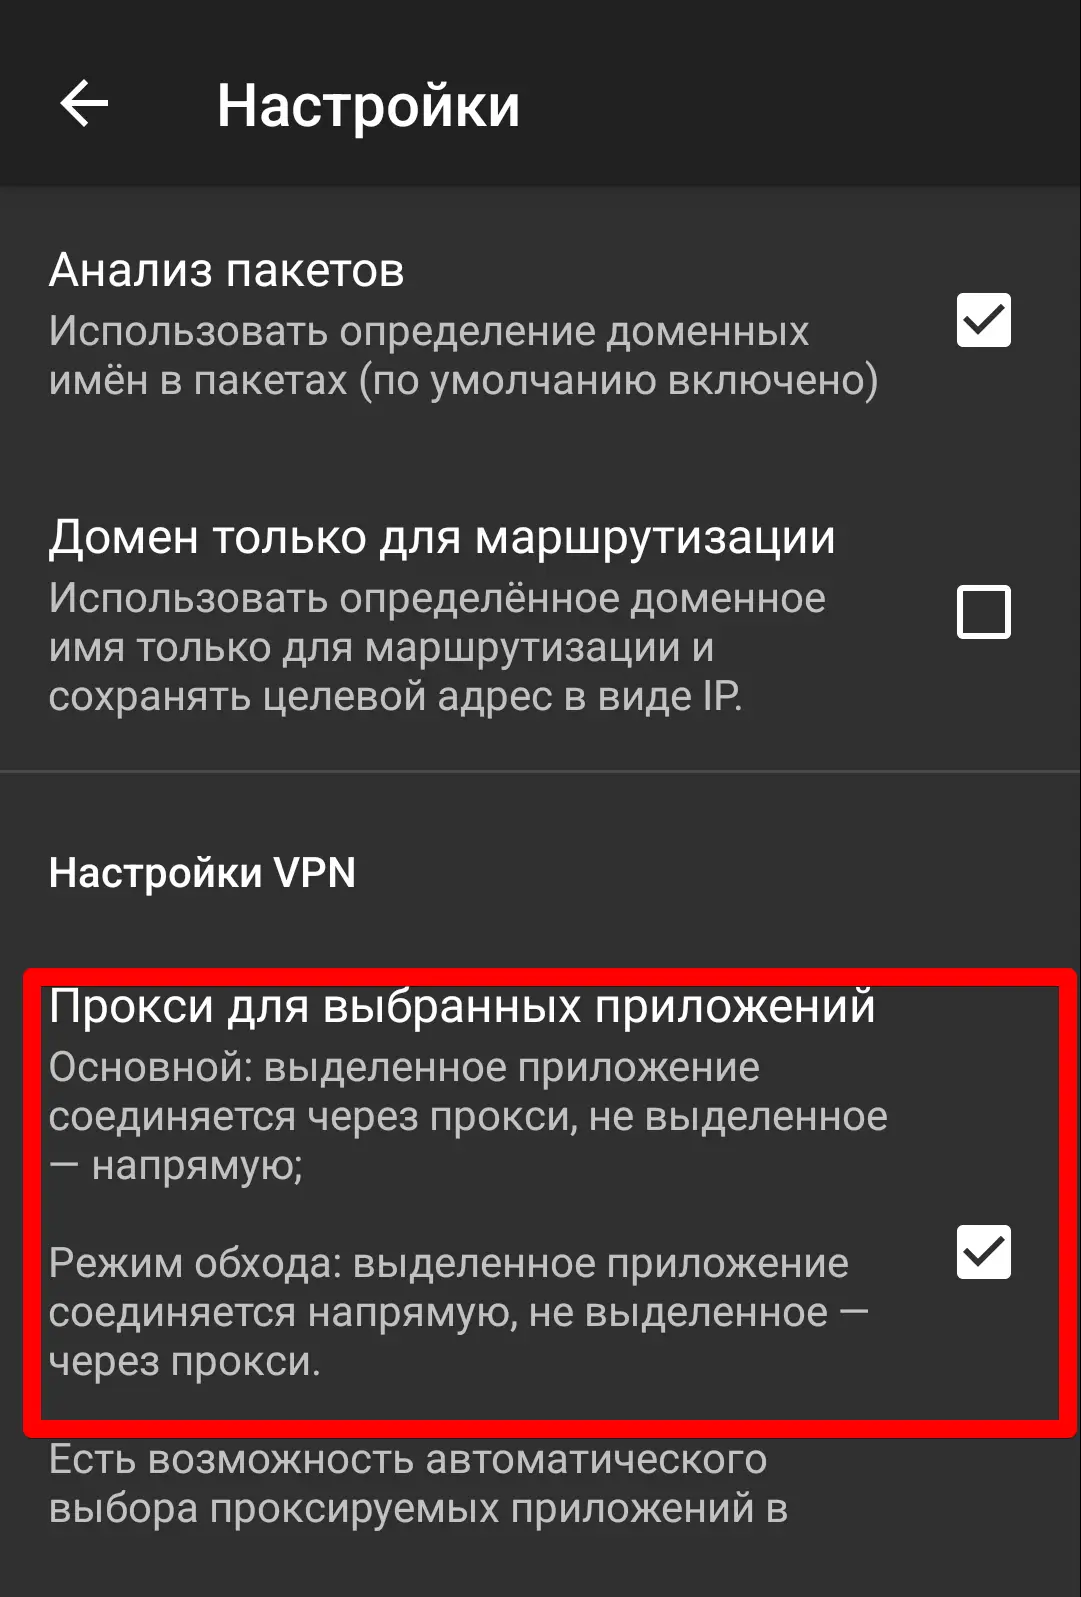 Настройки
Анализ пакетов
Использовать определение доменных
имён в пакетах (по умолчанию включено)
Домен только для маршрутизации
Использовать определённое доменное
имя только для маршрутизации и
сохранять целевой адрес в виде IP.
Настройки VPN
Прокси для выбранных приложений
Основной: выделенное приложение
соединяется через прокси, не выделенное
— напрямую;
Режим обхода: выделенное приложение
соединяется напрямую, не выделенное —
через прокси.
Есть возможность автоматического
выбора проксируемых приложений в